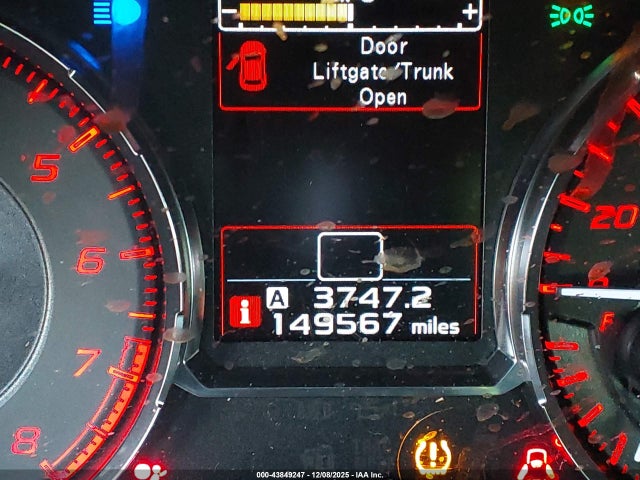 - +
Door
Liftgate/Trunk
Open
5
6
7
8
20
A 3747.2
i 149567 miles
000-43849247 - 12/08/2025 - IAA Inc.